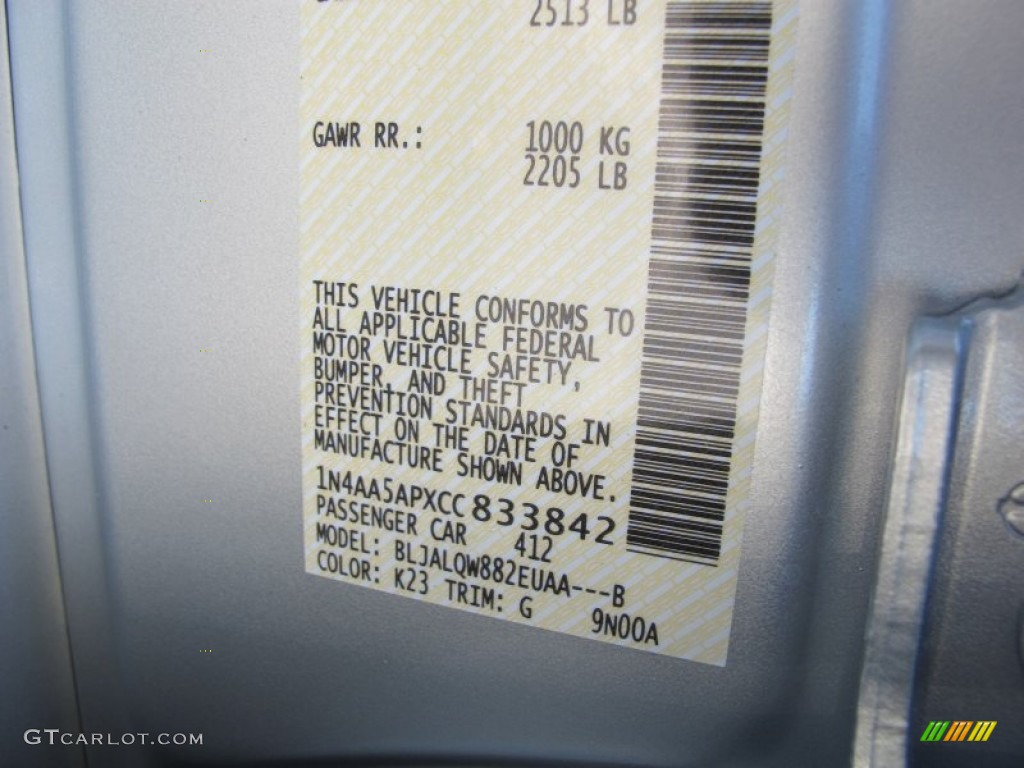 2513 LB
GAWR RR.: 1000 KG
2205 LB
THIS VEHICLE CONFORMS TO
ALL APPLICABLE FEDERAL
MOTOR VEHICLE SAFETY,
BUMPER, AND THEFT
PREVENTION STANDARDS IN
EFFECT ON THE DATE OF
MANUFACTURE SHOWN ABOVE.
1N4AA5APXCC833842
PASSENGER CAR 412
MODEL: BLJALQW882EUAA---B
COLOR: K23 TRIM: G 9N00A
GTCARLOT.COM